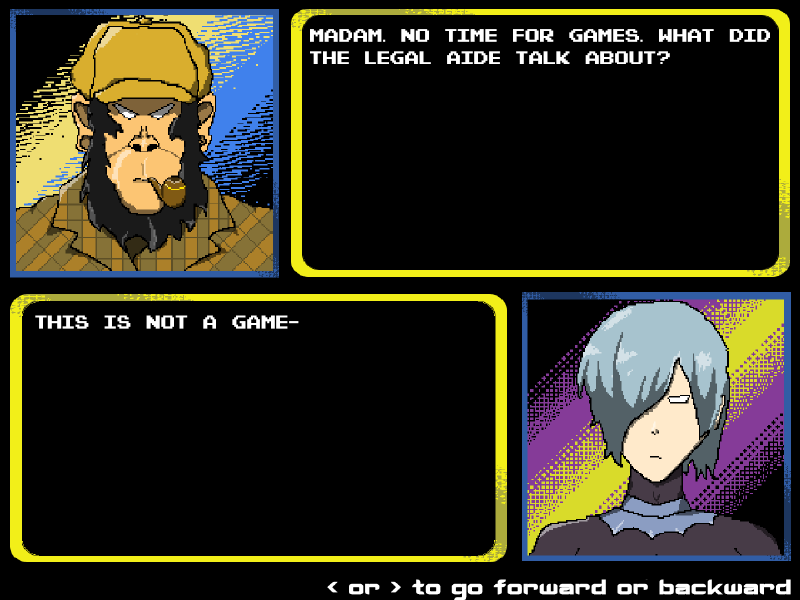 MADAM. NO TIME FOR GAMES. WHAT DID
THE LEGAL AIDE TALK ABOUT?
THIS IS NOT A GAME-
< or > to go forward or backward